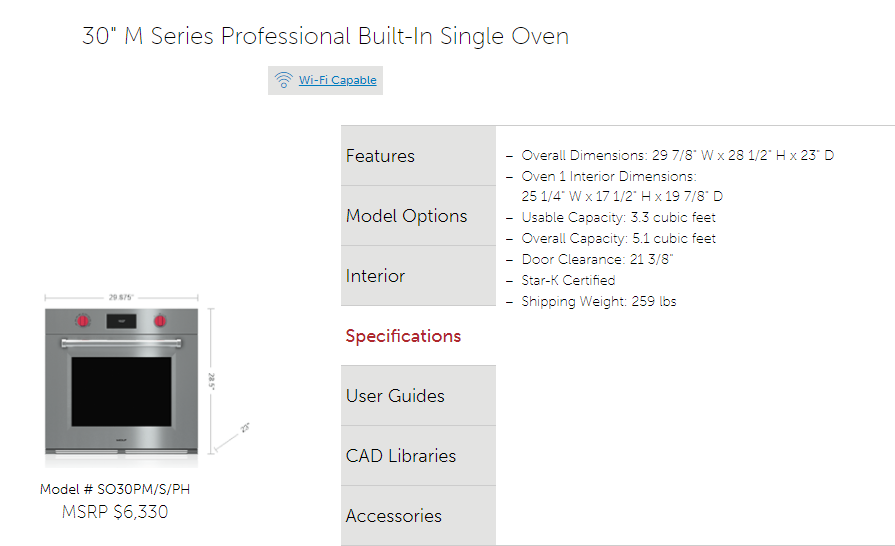 30" M Series Professional Built-In Single Oven
Wi-Fi Capable
Features
Model Options
Interior
Specifications
User Guides
CAD Libraries
Accessories
– Overall Dimensions: 29 7/8" W x 28 1/2" H x 23" D
– Oven 1 Interior Dimensions:
25 1/4" W x 17 1/2" H x 19 7/8" D
– Usable Capacity: 3.3 cubic feet
– Overall Capacity: 5.1 cubic feet
– Door Clearance: 21 3/8"
– Star-K Certified
– Shipping Weight: 259 lbs
29.875"
28.5"
23"
Model # SO30PM/S/PH
MSRP $6,330